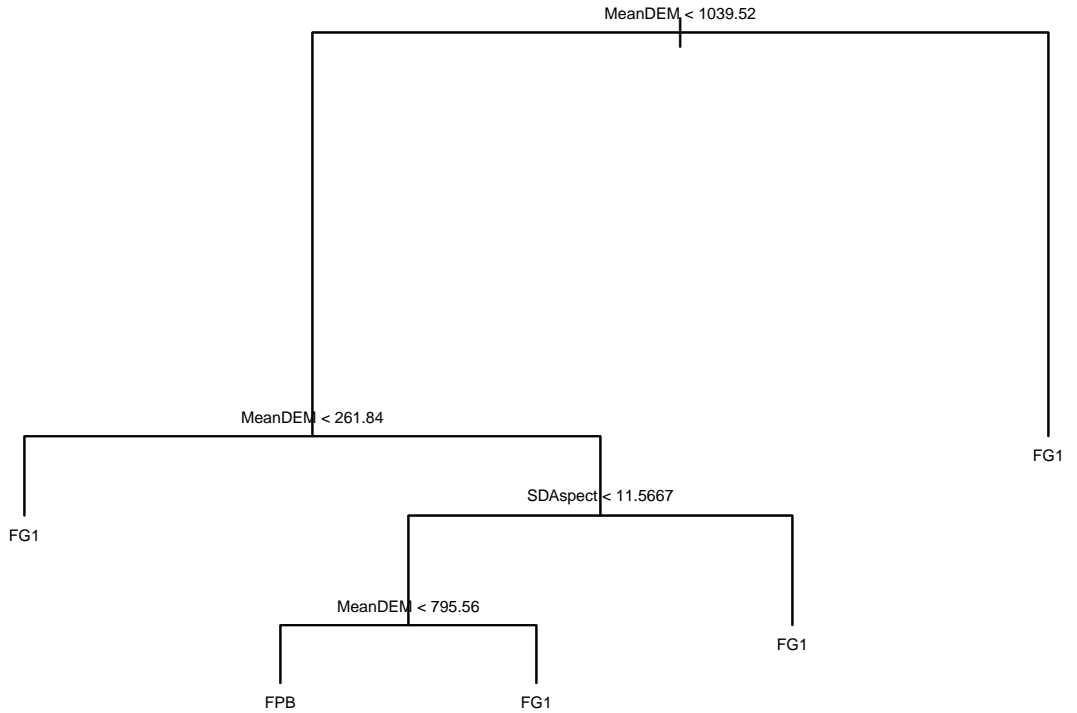 MeanDEM < 1039.52
MeanDEM < 261.84
FG1
SDAspect < 11.5667
FG1
MeanDEM < 795.56
FG1
FPB
FG1